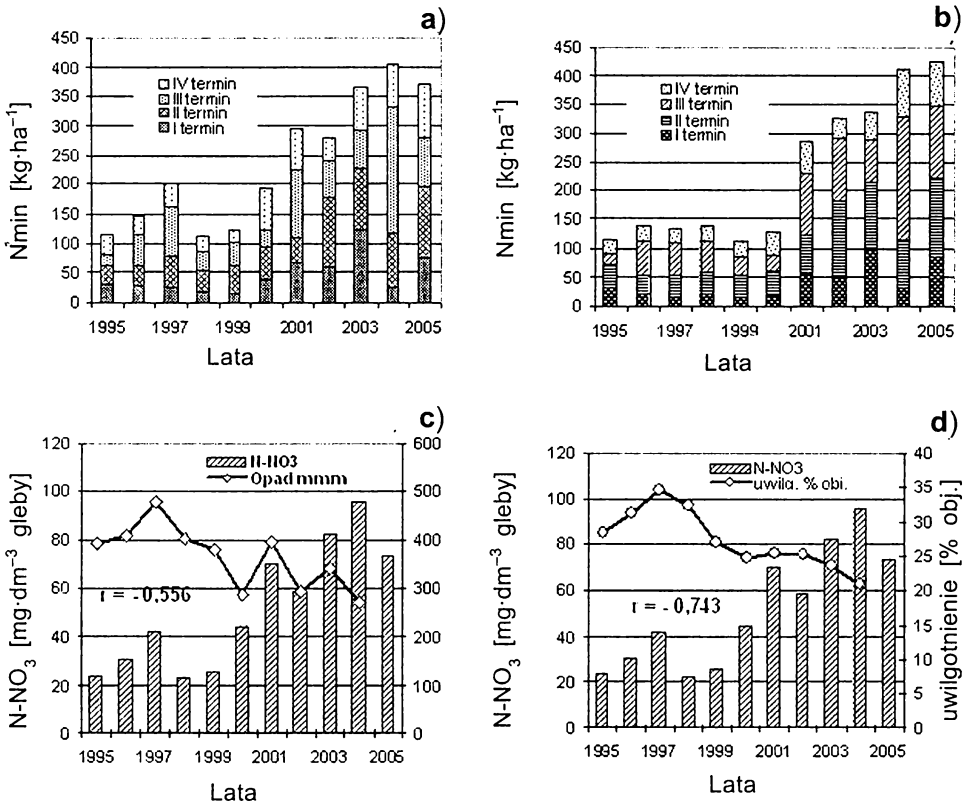 a)
Nmin [kg·ha⁻¹]
450
400
350
300
250
200
150
100
50
0
IV termin
III termin
II termin
I termin
1995 1997 1999 2001 2003 2005
Lata
b)
Nmin [kg·ha⁻¹]
450
400
350
300
250
200
150
100
50
0
IV termin
III termin
II termin
I termin
1995 1997 1999 2001 2003 2005
Lata
c)
N-NO₃ [mg·dm⁻³ gleby]
120
100
80
60
40
20
0
N-NO3
Opad mmm
r = - 0,556
600
500
400
300
200
100
0
1995 1997 1999 2001 2003 2005
Lata
d)
N-NO₃ [mg·dm⁻³ gleby]
120
100
80
60
40
20
0
N-NO3
uwilg. % obj.
r = - 0,743
40
35
30
25
20
15
10
5
0
uwilgotnienie [% obj.]
1995 1997 1999 2001 2003 2005
Lata